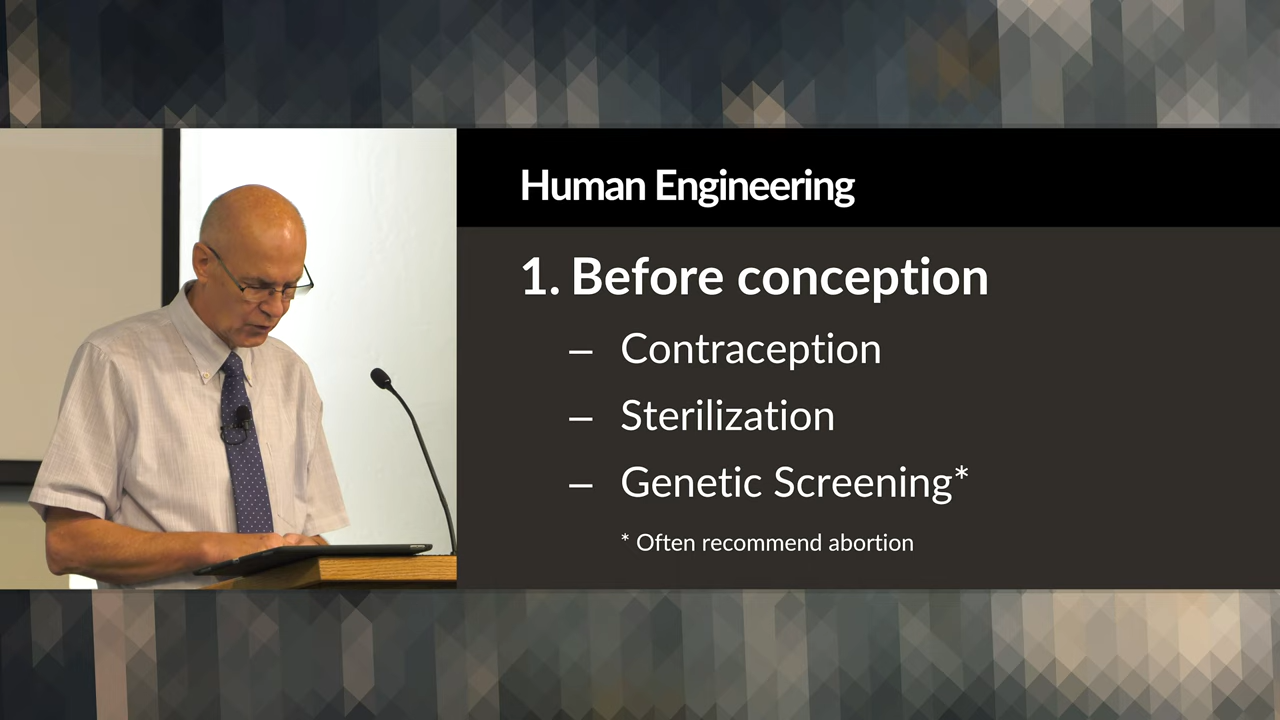 Human Engineering
1. Before conception
– Contraception
– Sterilization
– Genetic Screening*
* Often recommend abortion